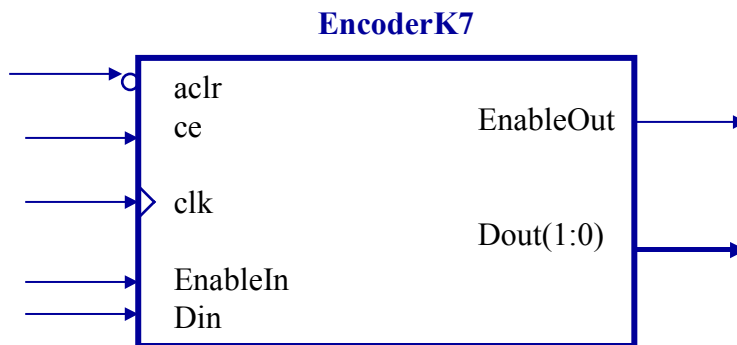 EncoderK7
aclr
ce
clk
EnableIn
Din
EnableOut
Dout(1:0)